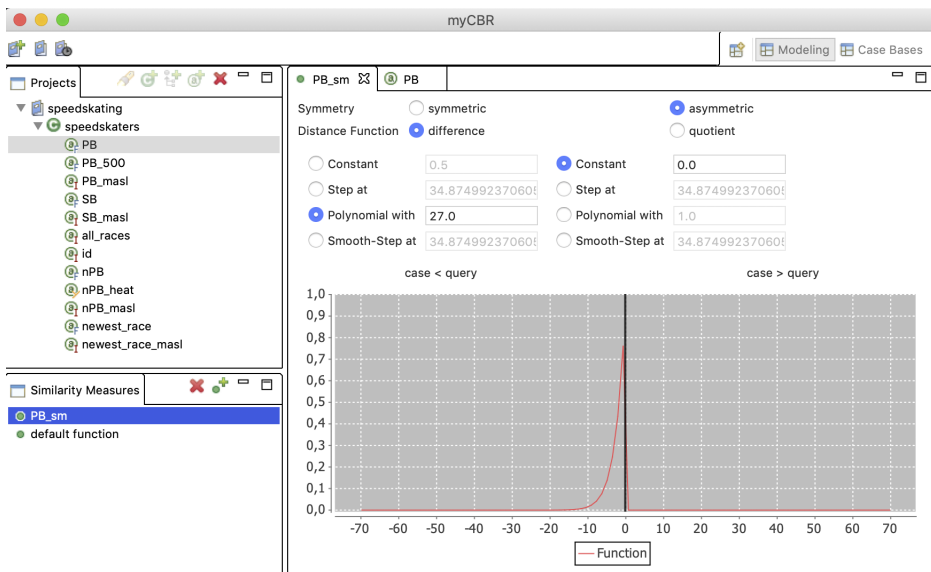 myCBR
Modeling
Case Bases
Projects
speedskating
speedskaters
PB
PB_500
PB_masl
SB
SB_masl
all_races
id
nPB
nPB_heat
nPB_masl
newest_race
newest_race_masl
Similarity Measures
PB_sm
default function
PB_sm
PB
Symmetry symmetric asymmetric
Distance Function difference quotient
Constant 0.5 Constant 0.0
Step at 34.87499237060 Step at 34.87499237060
Polynomial with 27.0 Polynomial with 1.0
Smooth-Step at 34.87499237060 Smooth-Step at 34.87499237060
case < query case > query
1,0
0,9
0,8
0,7
0,6
0,5
0,4
0,3
0,2
0,1
0,0
-70 -60 -50 -40 -30 -20 -10 0 10 20 30 40 50 60 70
Function